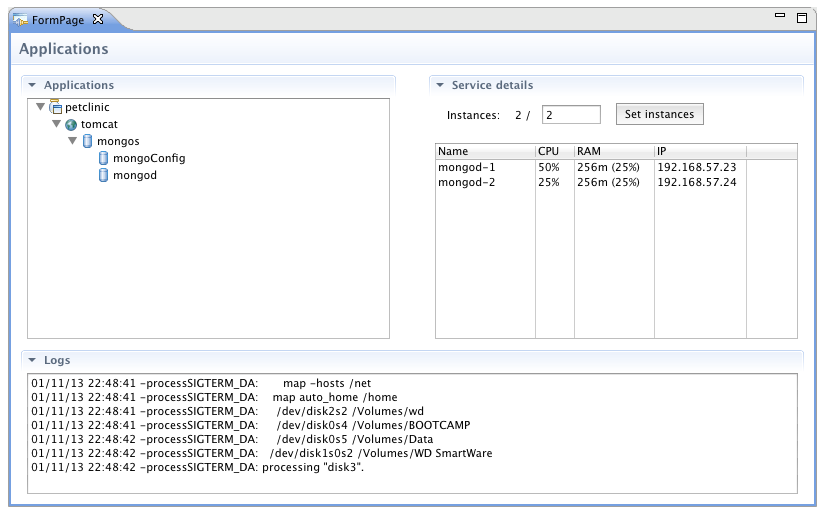 FormPage
Applications
Applications
petclinic
tomcat
mongos
mongoConfig
mongod
Service details
Instances: 2 / 2 Set instances
Name CPU RAM IP
mongod-1 50% 256m (25%) 192.168.57.23
mongod-2 25% 256m (25%) 192.168.57.24
Logs
01/11/13 22:48:41 -processSIGTERM_DA: map -hosts /net
01/11/13 22:48:41 -processSIGTERM_DA: map auto_home /home
01/11/13 22:48:41 -processSIGTERM_DA: /dev/disk2s2 /Volumes/wd
01/11/13 22:48:41 -processSIGTERM_DA: /dev/disk0s4 /Volumes/BOOTCAMP
01/11/13 22:48:42 -processSIGTERM_DA: /dev/disk0s5 /Volumes/Data
01/11/13 22:48:42 -processSIGTERM_DA: /dev/disk1s0s2 /Volumes/WD SmartWare
01/11/13 22:48:42 -processSIGTERM_DA: processing "disk3".